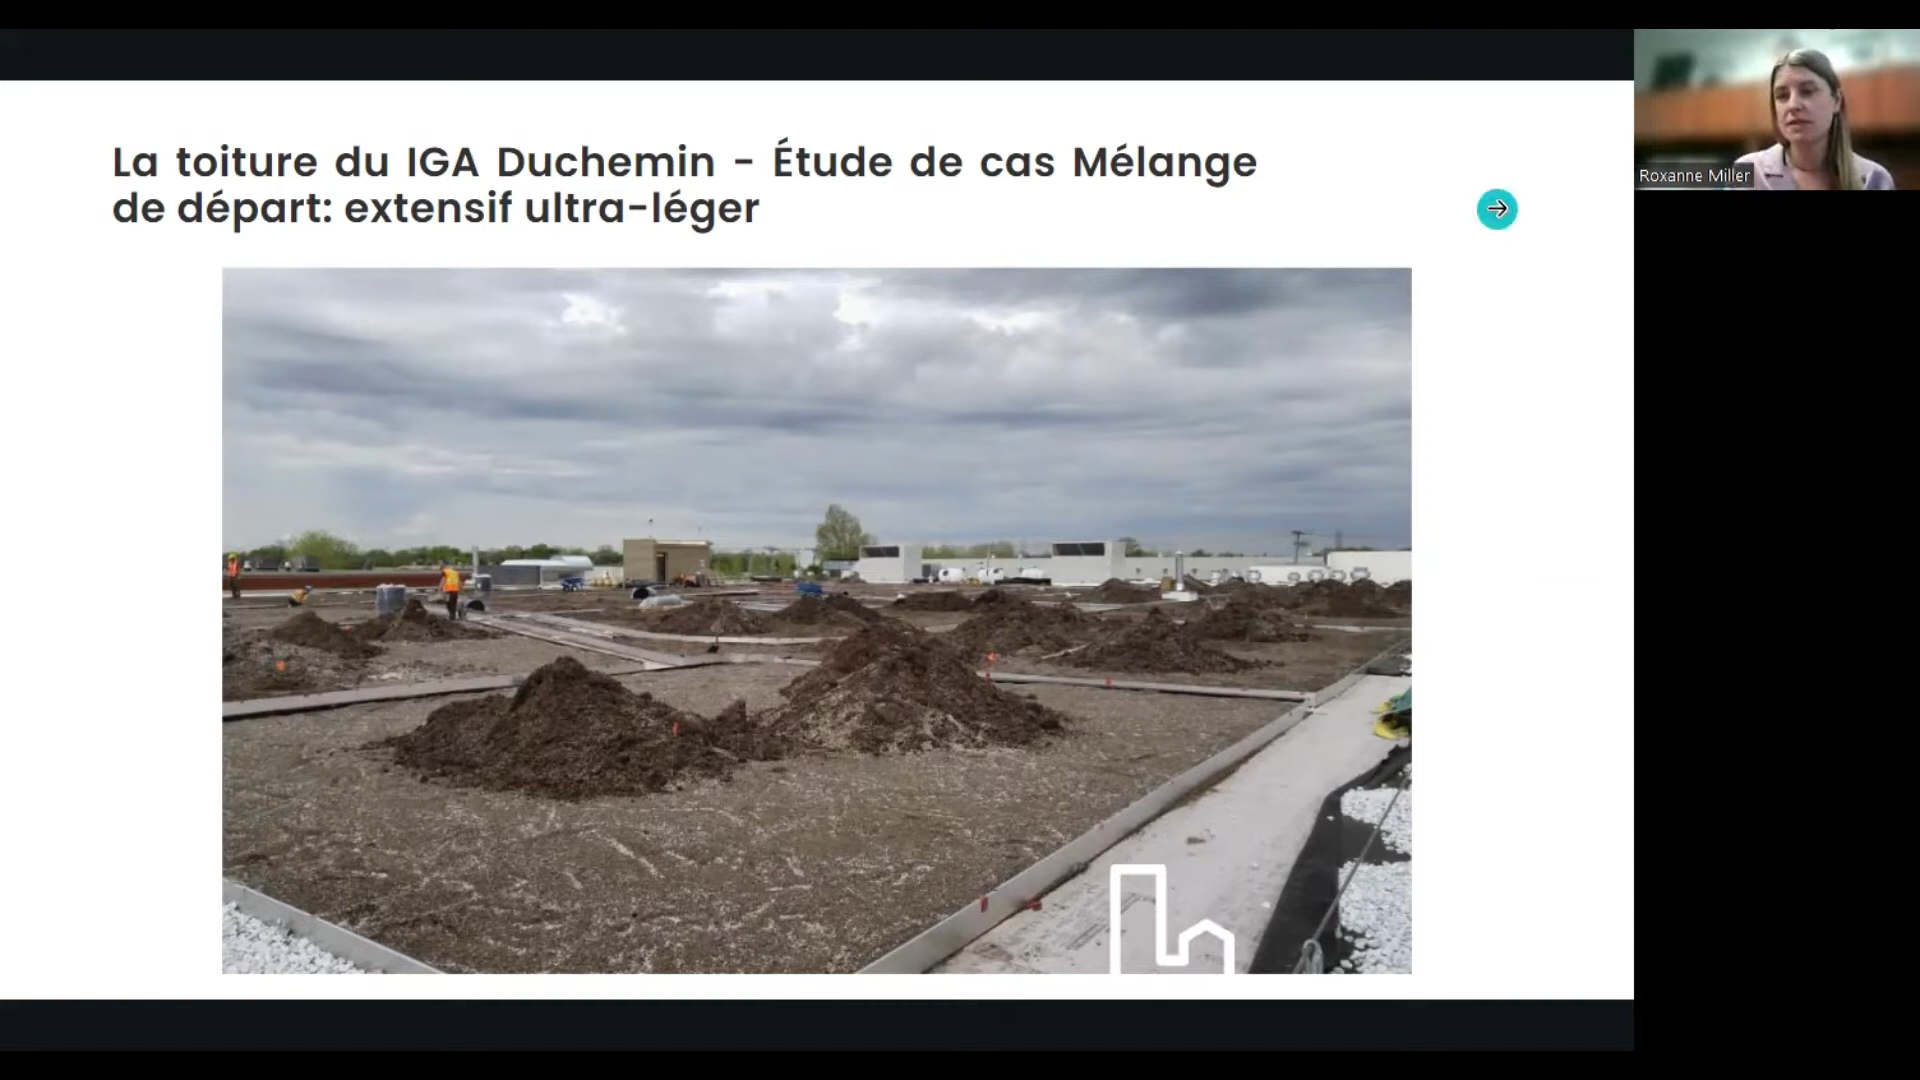 La toiture du IGA Duchemin - Étude de cas Mélange
de départ: extensif ultra-léger
Roxanne Miller